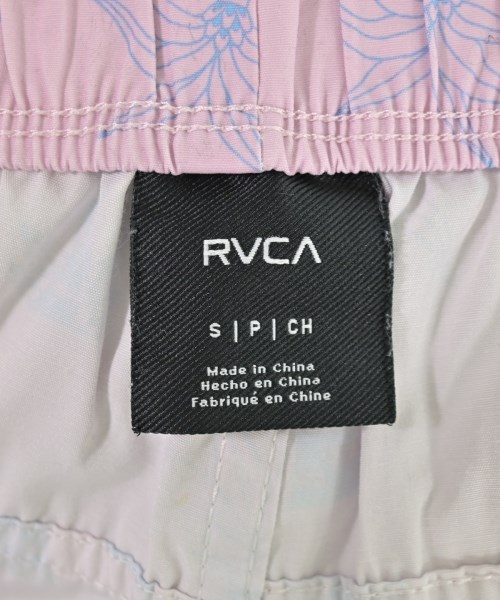 RVCA
S | P | CH
Made in China
Hecho en China
Fabriqué en Chine